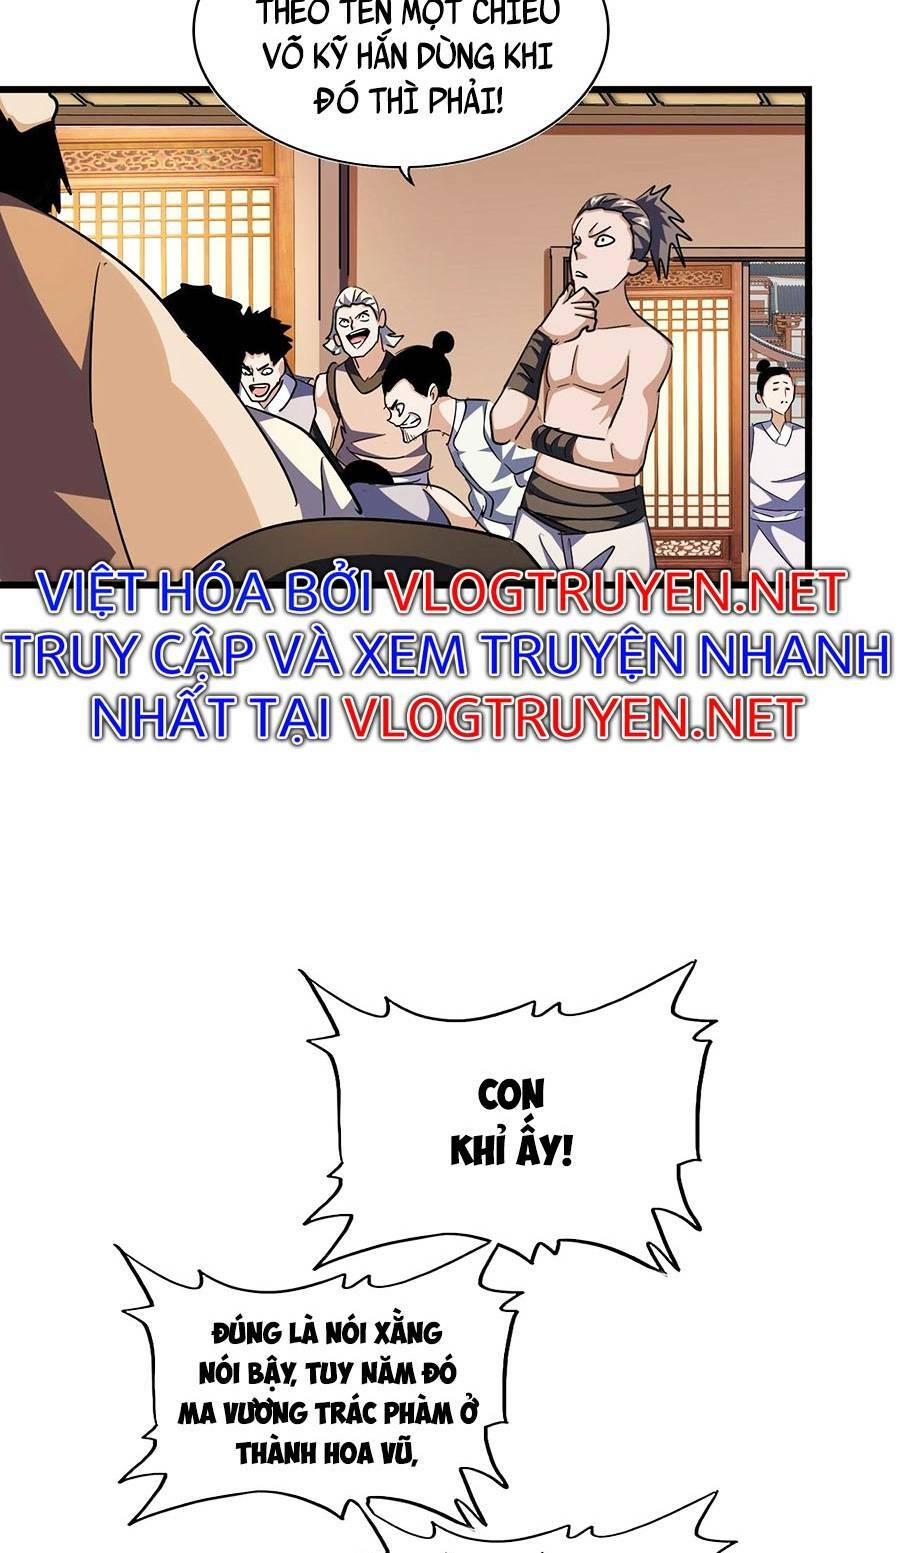 THEO TÊN MỘT CHIÊU
VÕ KỸ HẮN DÙNG KHI
ĐÓ THÌ PHẢI!
VIỆT HÓA BỞI VLOGTRUYEN.NET
TRUY CẬP VÀ XEM TRUYỆN NHANH
NHẤT TẠI VLOGTRUYEN.NET
CON
KHỈ ẤY!
ĐÚNG LÀ NÓI XẰNG
NÓI BẬY, TUY NĂM ĐÓ
MA VƯƠNG TRÁC PHÀM Ở
THÀNH HOA VŨ,